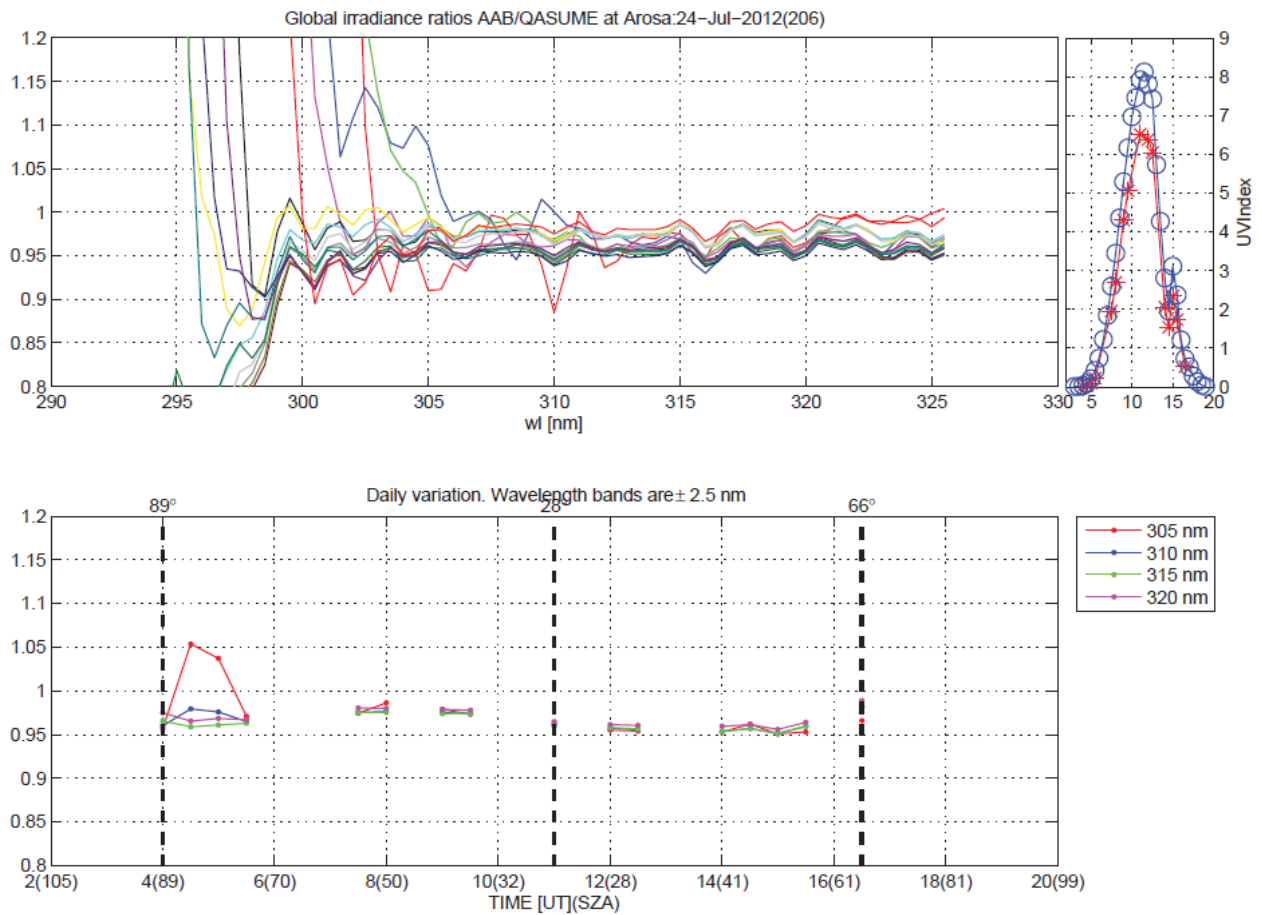 Global irradiance ratios AAB/QASUME at Arosa:24−Jul−2012(206)
1.2
1.15
1.1
1.05
1
0.95
0.9
0.85
0.8
290 295 300 305 310 315 320 325 330
wl [nm]
9
8
7
6
5
4
3
2
1
0
UVIndex
5 10 15 20
Daily variation. Wavelength bands are± 2.5 nm
89° 28° 66°
1.2
1.15
1.1
1.05
1
0.95
0.9
0.85
0.8
2(105) 4(89) 6(70) 8(50) 10(32) 12(28) 14(41) 16(61) 18(81) 20(99)
TIME [UT](SZA)
305 nm
310 nm
315 nm
320 nm